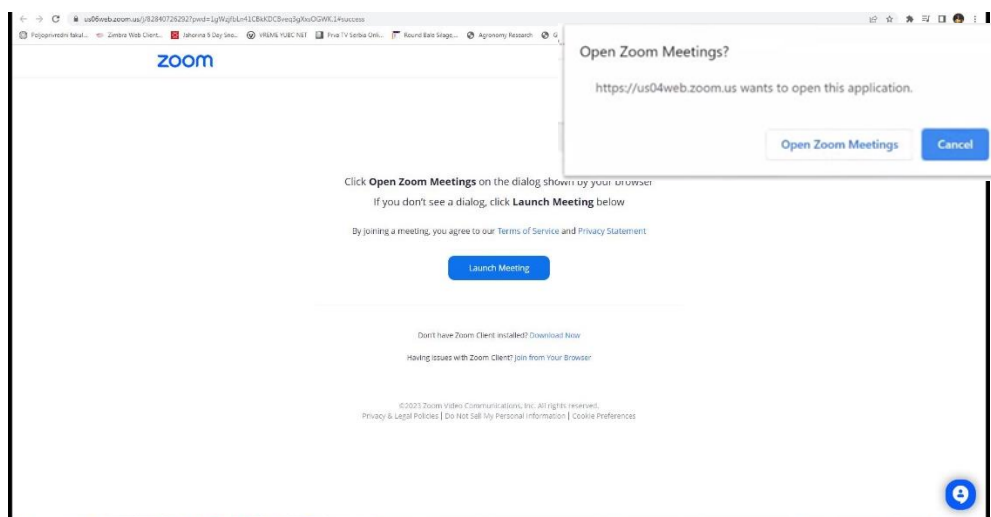 zoom
Open Zoom Meetings?
https://us04web.zoom.us wants to open this application.
Open Zoom Meetings
Cancel
Click Open Zoom Meetings on the dialog shown by your browser
If you don't see a dialog, click Launch Meeting below
By joining a meeting, you agree to our Terms of Service and Privacy Statement
Launch Meeting
Don't have Zoom Client installed? Download Now
Having issues with Zoom Client? Join from Your Browser
©2023 Zoom Video Communications, Inc. All rights reserved.
Privacy & Legal Policies | Do Not Sell My Personal Information | Cookie Preferences